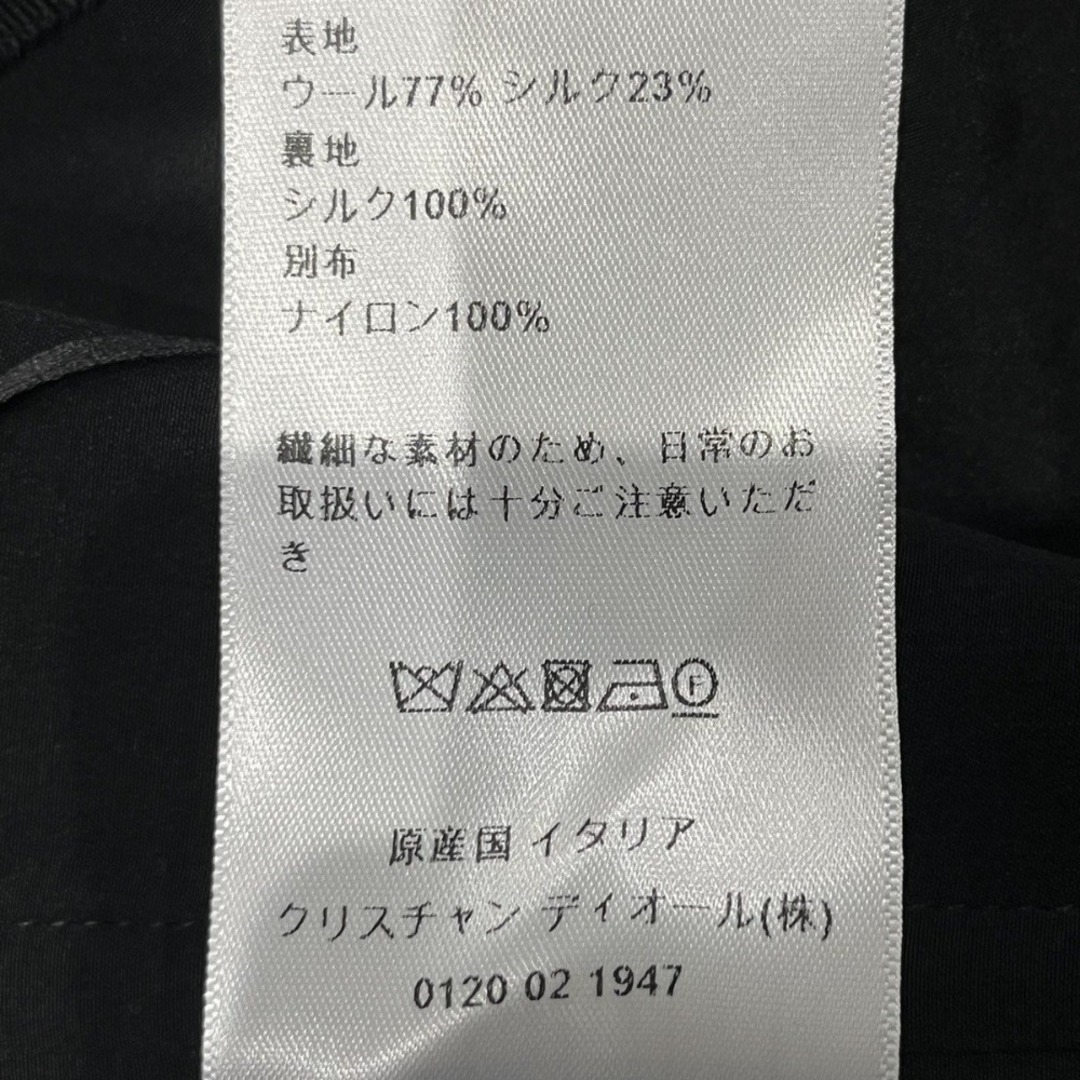 表地
ウール77% シルク23%
裏地
シルク100%
別布
ナイロン100%
繊細な素材のため、日常のお
取扱いには十分ご注意いただ
き
F
原産国 イタリア
クリスチャン ディオール(株)
0120 02 1947